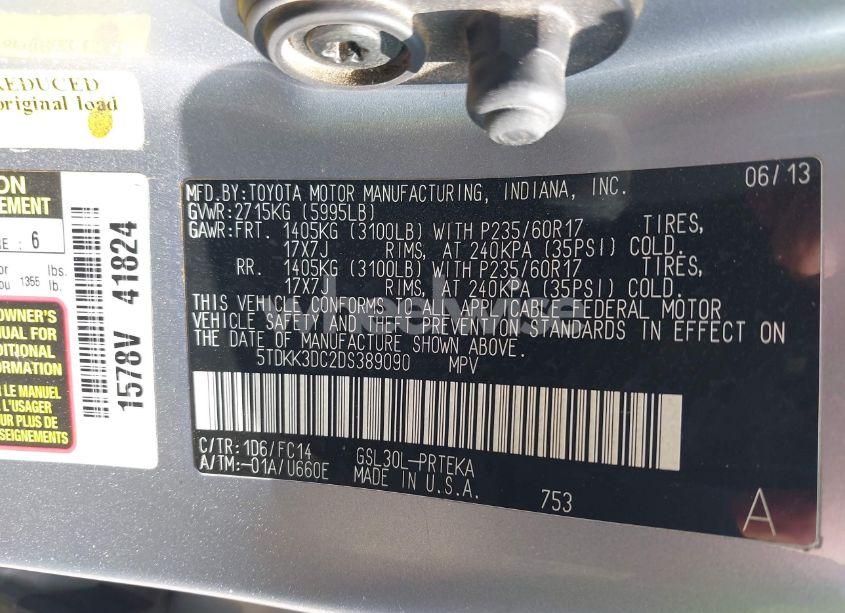 REDUCED
original load
ON
EMENT
E : 6
or 1355 lbs.
ou lb.
OWNER'S
NUAL FOR
DITIONAL
ORMATION
R LE MANUEL
L'USAGER
UR PLUS DE
SEIGNEMENTS
1578V 41824
MFD.BY:TOYOTA MOTOR MANUFACTURING, INDIANA, INC. 06/13
GVWR:2715KG (5995LB)
GAWR:FRT. 1405KG (3100LB) WITH P235/60R17 TIRES,
17X7J RIMS, AT 240KPA (35PSI) COLD.
RR. 1405KG (3100LB) WITH P235/60R17 TIRES,
17X7J RIMS, AT 240KPA (35PSI) COLD.
THIS VEHICLE CONFORMS TO ALL APPLICABLE FEDERAL MOTOR
VEHICLE SAFETY AND THEFT PREVENTION STANDARDS IN EFFECT ON
THE DATE OF MANUFACTURE SHOWN ABOVE.
5TDKK3DC2DS389090 MPV
C/TR:1D6/FC14 GSL30L-PRTEKA
A/TM:-01A/U660E MADE IN U.S.A.
753
A